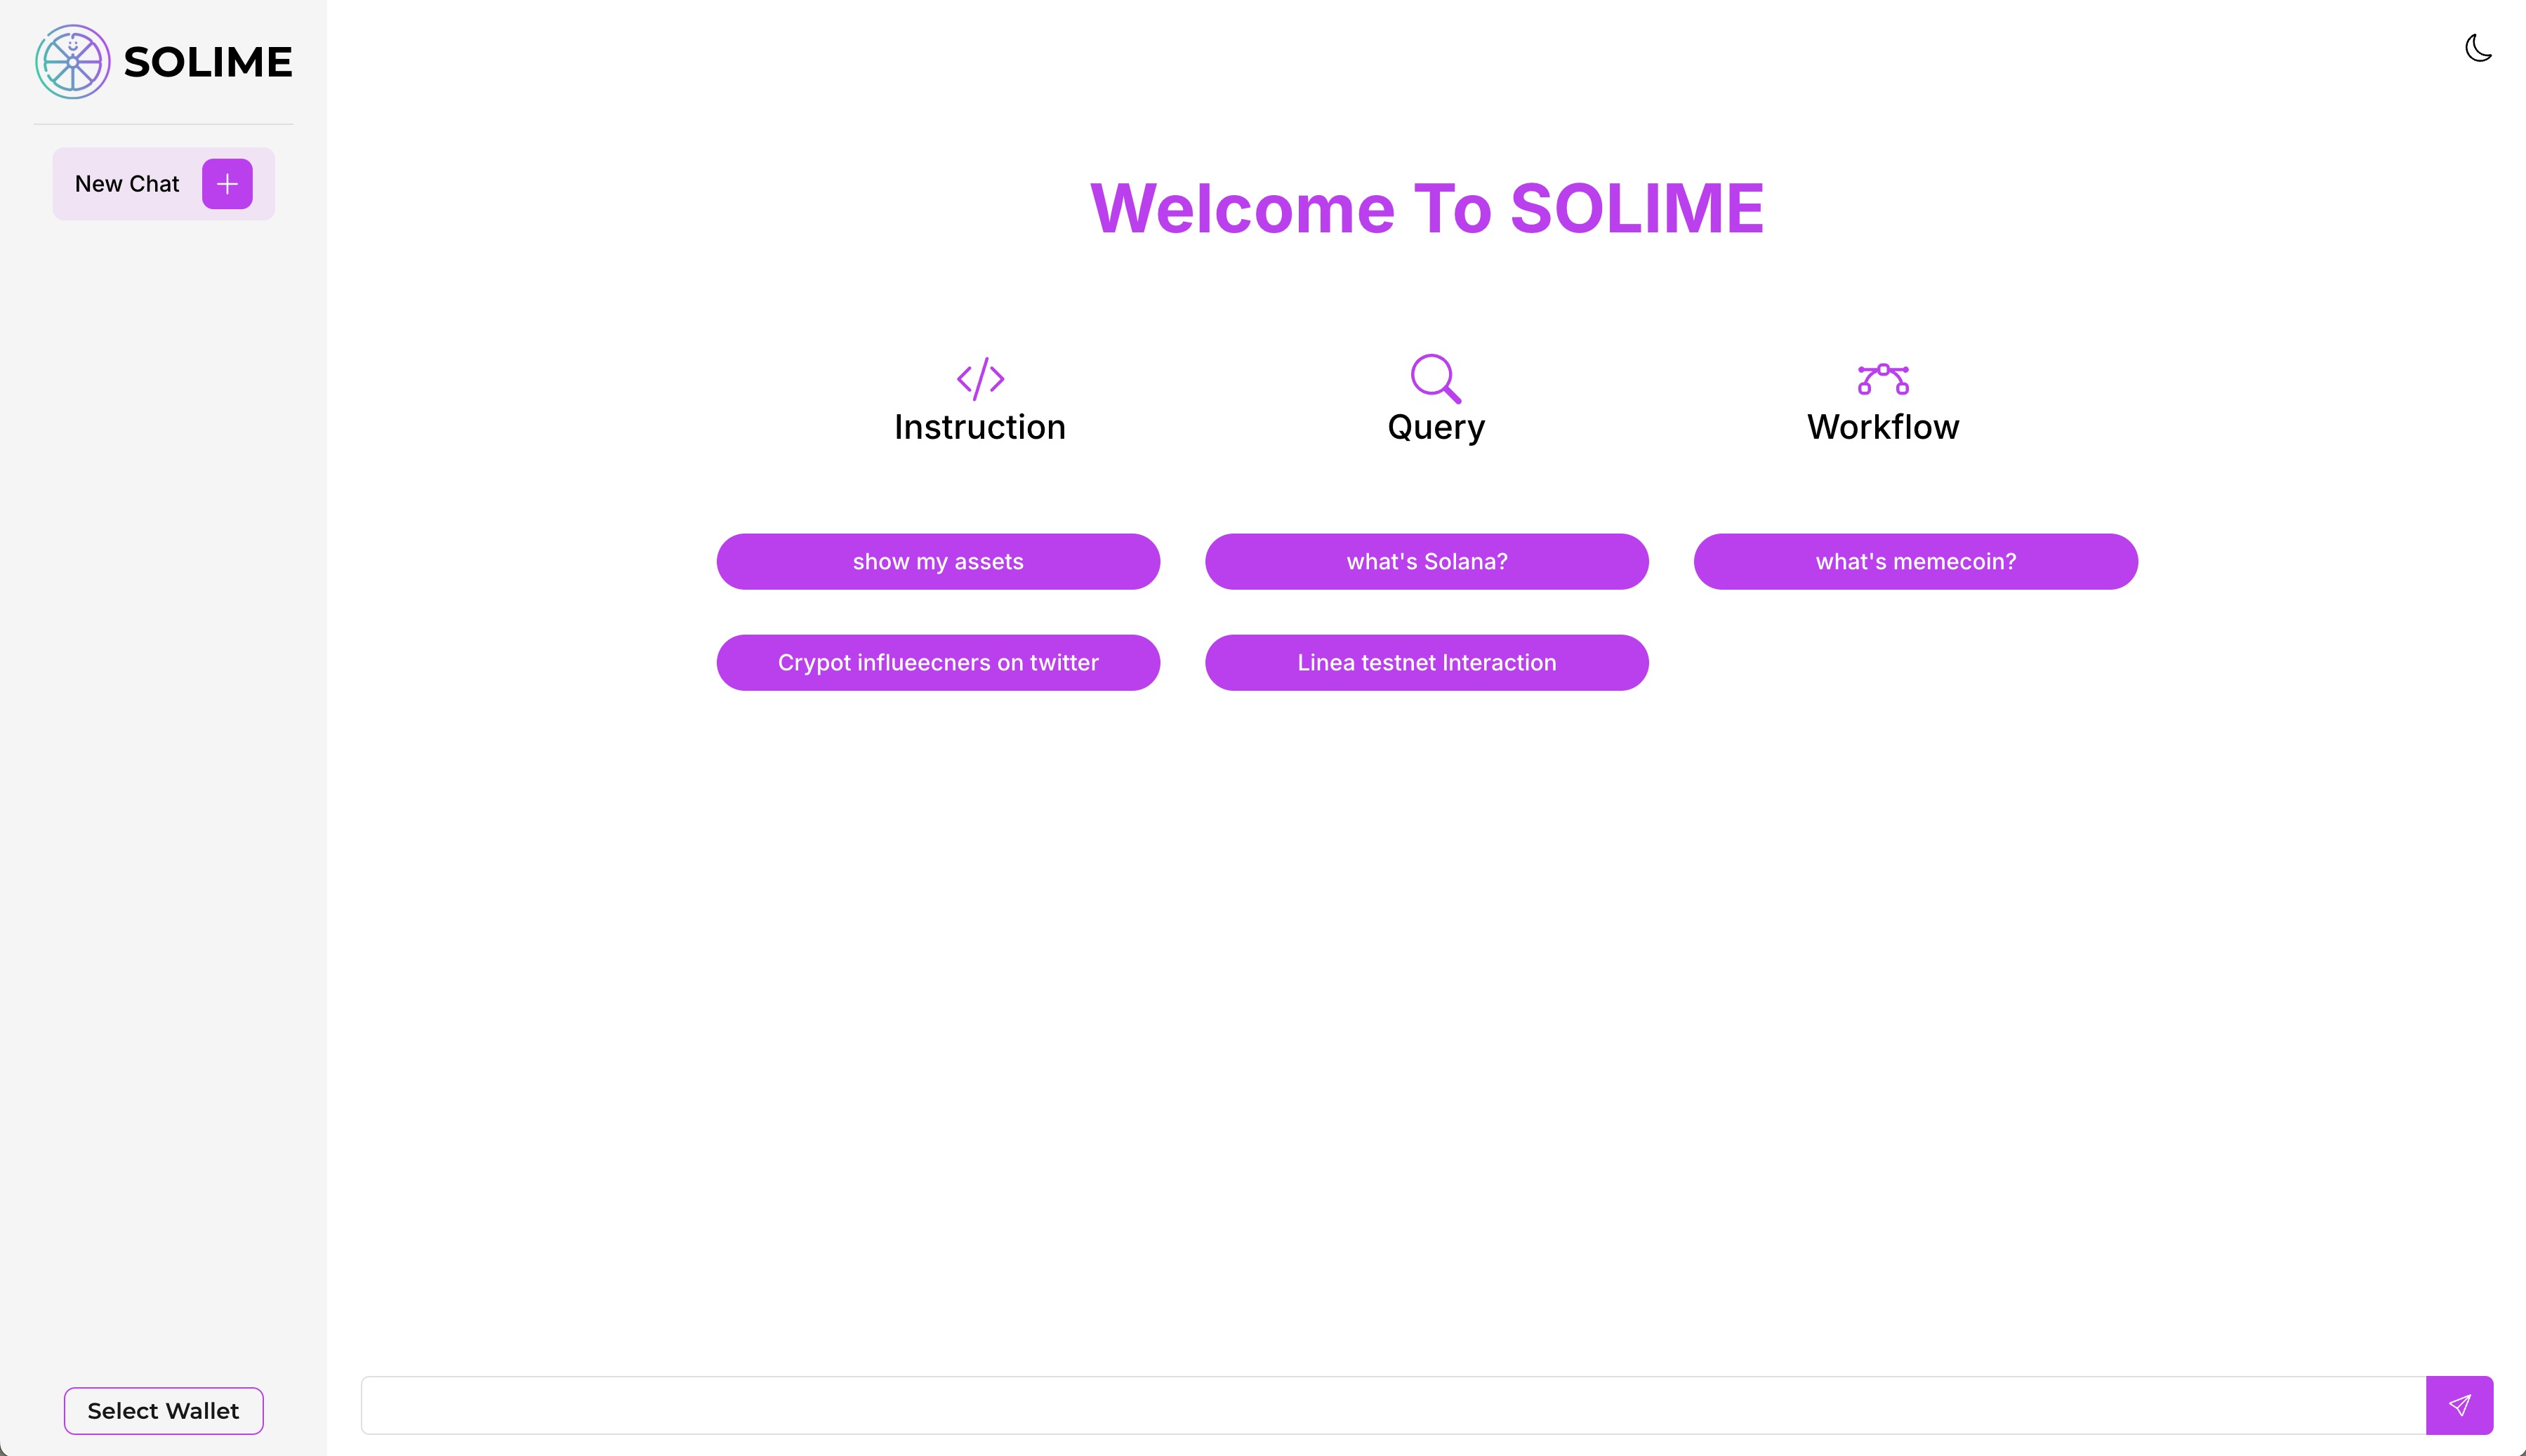 SOLIME
New Chat
Welcome To SOLIME
Instruction
Query
Workflow
show my assets
what's Solana?
what's memecoin?
Crypot influeecners on twitter
Linea testnet Interaction
Select Wallet